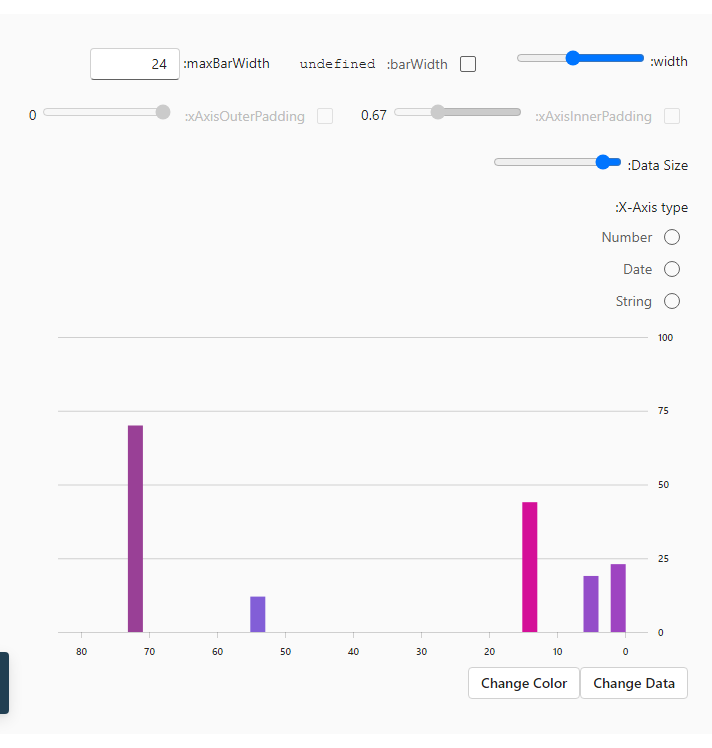 width:
barWidth: undefined
maxBarWidth: 24
xAxisInnerPadding: 0.67
xAxisOuterPadding: 0
Data Size:
X-Axis type:
Number
Date
String
100
75
50
25
0
80 70 60 50 40 30 20 10 0
Change Color Change Data